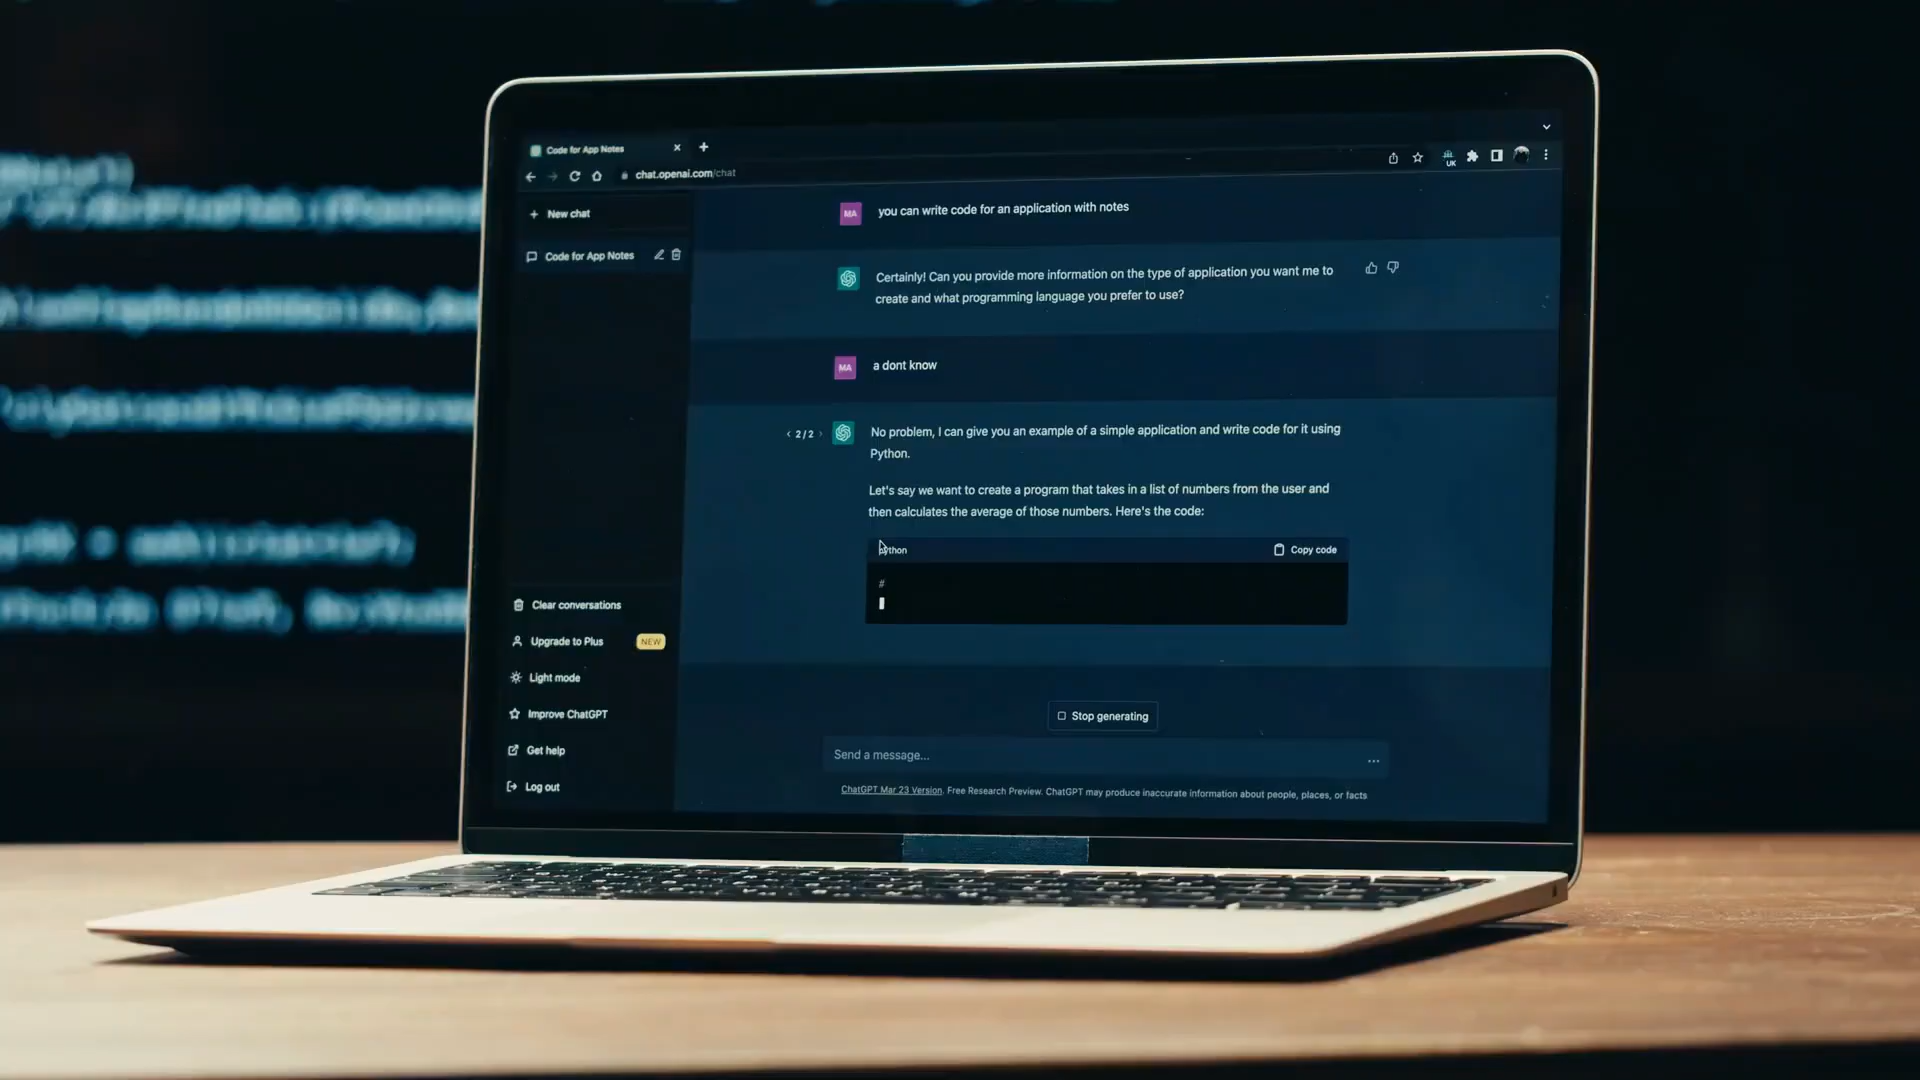 Code for App Notes
chat.openai.com/chat
UK
New chat
Code for App Notes
MA
you can write code for an application with notes
Certainly! Can you provide more information on the type of application you want me to
create and what programming language you prefer to use?
MA
a dont know
2/2
No problem, I can give you an example of a simple application and write code for it using
Python.
Let's say we want to create a program that takes in a list of numbers from the user and
then calculates the average of those numbers. Here's the code:
python
Copy code
#
Clear conversations
Upgrade to Plus
NEW
Light mode
Improve ChatGPT
Get help
Log out
Stop generating
Send a message...
ChatGPT Mar 23 Version. Free Research Preview. ChatGPT may produce inaccurate information about people, places, or facts